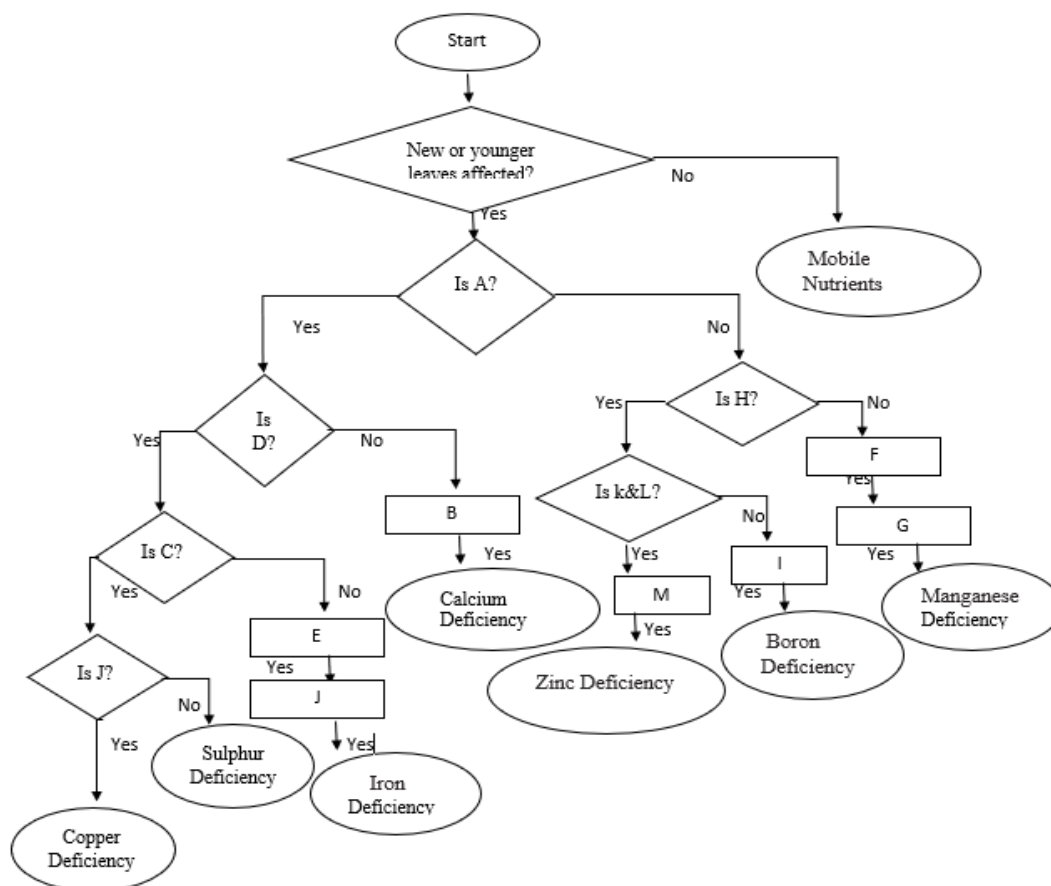 Start
New or younger
leaves affected?
No
Yes
Mobile
Nutrients
Is A?
Yes
No
Is H?
Yes
No
Is
D?
Yes
No
F
Yes
Is k&L?
B
G
No
Is C?
Yes
Yes
Yes
I
M
Yes
Manganese
Deficiency
Calcium
Deficiency
Yes
No
E
Yes
Boron
Deficiency
Is J?
Yes
Zinc Deficiency
J
No
Yes
Yes
Sulphur
Deficiency
Iron
Deficiency
Copper
Deficiency